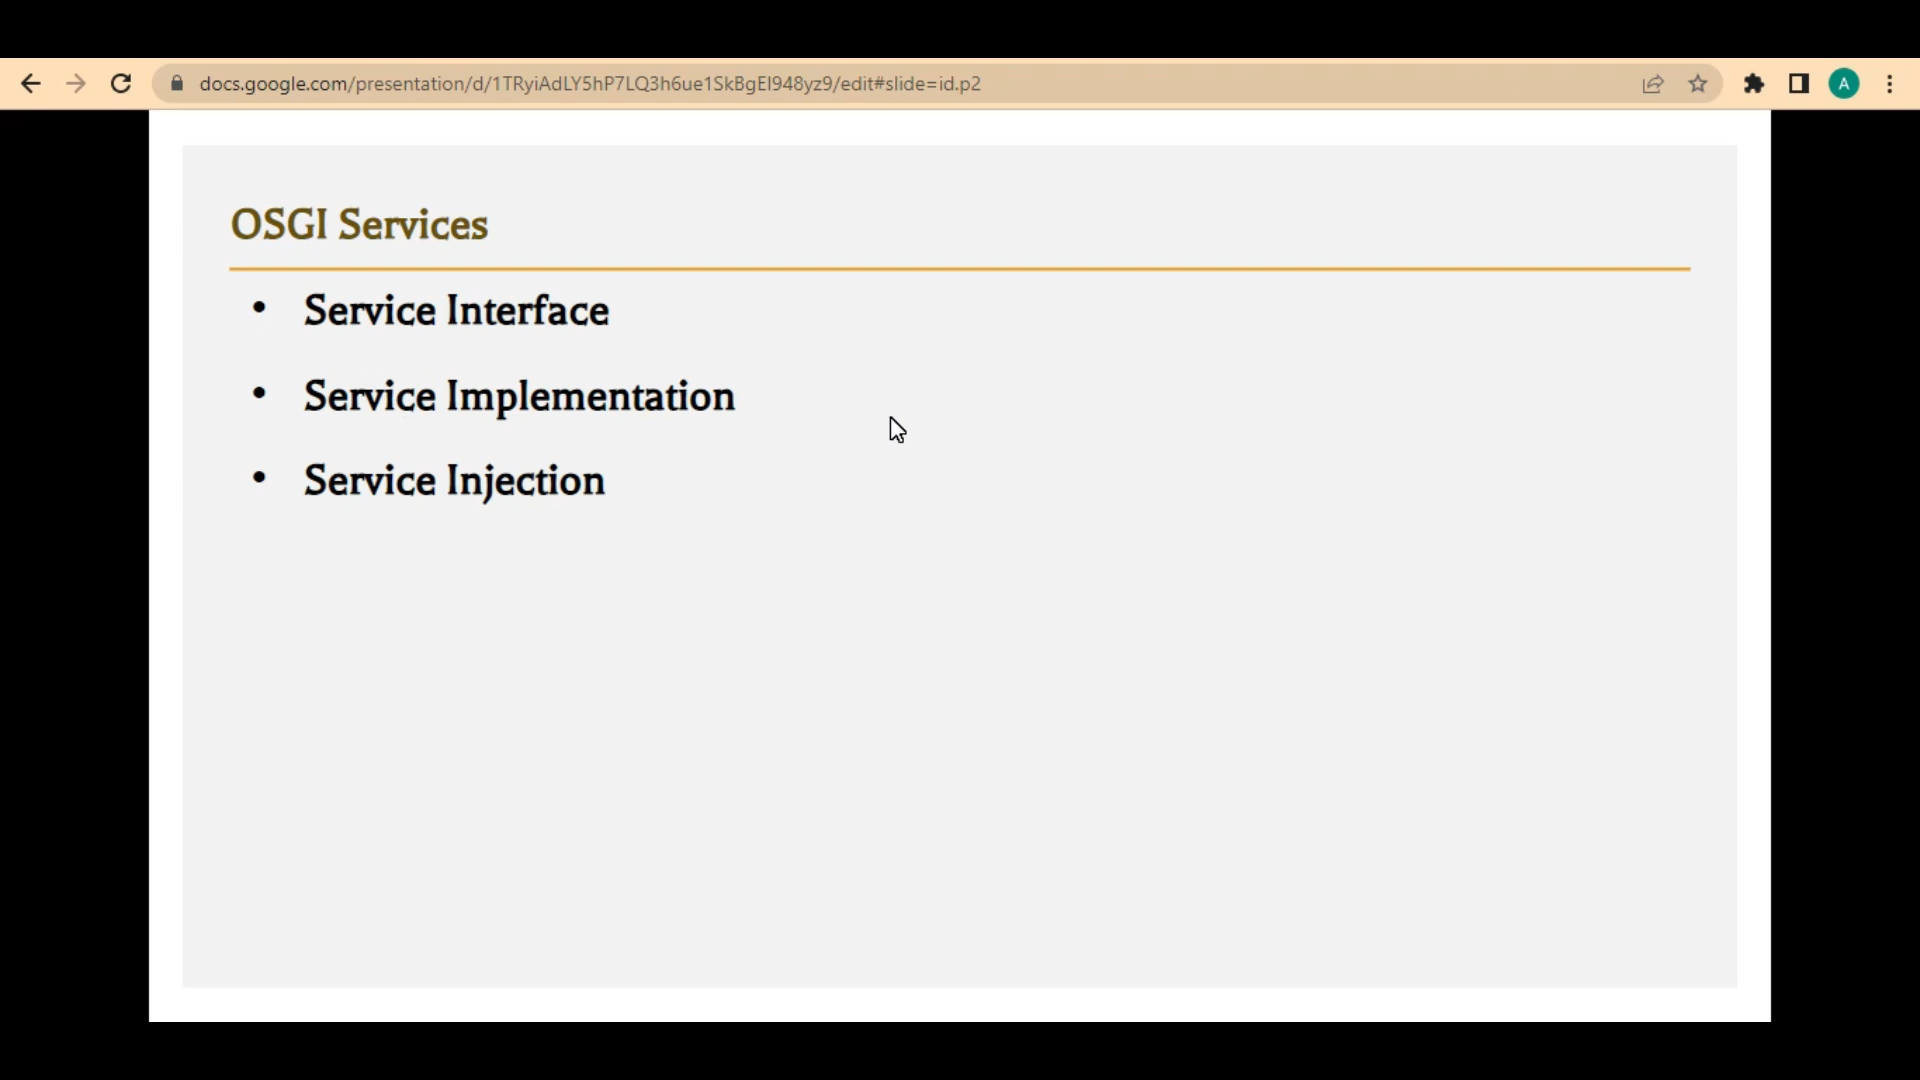 docs.google.com/presentation/d/1TRyiAdLY5hP7LQ3h6ue1SkBgEI948yz9/edit#slide=id.p2
A
OSGI Services
• Service Interface
• Service Implementation
• Service Injection